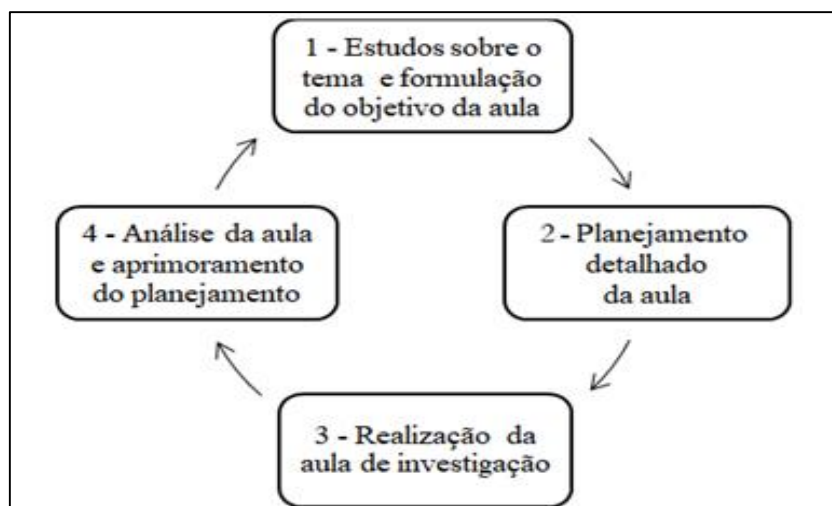 1 - Estudos sobre o
tema e formulação
do objetivo da aula
2 - Planejamento
detalhado
da aula
3 - Realização da
aula de investigação
4 - Análise da aula
e aprimoramento
do planejamento